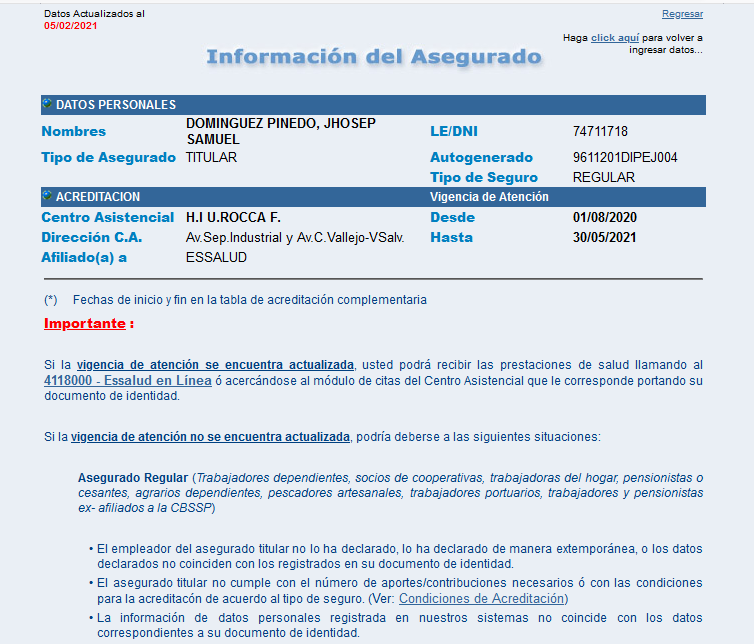 Datos Actualizados al
05/02/2021
Regresar
Haga click aquí para volver a
ingresar datos...
Información del Asegurado
DATOS PERSONALES
Nombres DOMINGUEZ PINEDO, JHOSEP
SAMUEL
LE/DNI 74711718
Tipo de Asegurado TITULAR Autogenerado 9611201DIPEJ004
Tipo de Seguro REGULAR
ACREDITACION Vigencia de Atención
Centro Asistencial H.I U.ROCCA F. Desde 01/08/2020
Dirección C.A. Av.Sep.Industrial y Av.C.Vallejo-VSalv. Hasta 30/05/2021
Afiliado(a) a ESSALUD
(*) Fechas de inicio y fin en la tabla de acreditación complementaria
Importante :
Si la vigencia de atención se encuentra actualizada, usted podrá recibir las prestaciones de salud llamando al
4118000 - Essalud en Línea ó acercándose al módulo de citas del Centro Asistencial que le corresponde portando su
documento de identidad.
Si la vigencia de atención no se encuentra actualizada, podría deberse a las siguientes situaciones:
Asegurado Regular (Trabajadores dependientes, socios de cooperativas, trabajadoras del hogar, pensionistas o
cesantes, agrarios dependientes, pescadores artesanales, trabajadores portuarios, trabajadores y pensionistas
ex- afiliados a la CBSSP)
• El empleador del asegurado titular no lo ha declarado, lo ha declarado de manera extemporánea, o los datos
declarados no coinciden con los registrados en su documento de identidad.
• El asegurado titular no cumple con el número de aportes/contribuciones necesarios ó con las condiciones
para la acreditacón de acuerdo al tipo de seguro. (Ver: Condiciones de Acreditación)
• La información de datos personales registrada en nuestros sistemas no coincide con los datos
correspondientes a su documento de identidad.